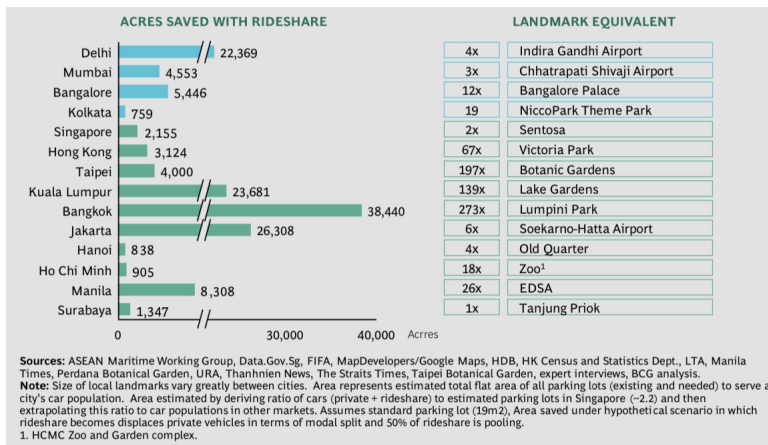 ACRES SAVED WITH RIDESHARE
LANDMARK EQUIVALENT
Delhi 22,369 4x Indira Gandhi Airport
Mumbai 4,553 3x Chhatrapati Shivaji Airport
Bangalore 5,446 12x Bangalore Palace
Kolkata 759 19 NiccoPark Theme Park
Singapore 2,155 2x Sentosa
Hong Kong 3,124 67x Victoria Park
Taipei 4,000 197x Botanic Gardens
Kuala Lumpur 23,681 139x Lake Gardens
Bangkok 38,440 273x Lumpini Park
Jakarta 26,308 6x Soekarno-Hatta Airport
Hanoi 838 4x Old Quarter
Ho Chi Minh 905 18x Zoo¹
Manila 8,308 26x EDSA
Surabaya 1,347 1x Tanjung Priok
0 30,000 40,000 Acrres
Sources: ASEAN Maritime Working Group, Data.Gov.Sg, FIFA, MapDevelopers/Google Maps, HDB, HK Census and Statistics Dept., LTA, Manila
Times, Perdana Botanical Garden, URA, Thanhnien News, The Straits Times, Taipei Botanical Garden, expert interviews, BCG analysis.
Note: Size of local landmarks vary greatly between cities. Area represents estimated total flat area of all parking lots (existing and needed) to serve a
city's car population. Area estimated by deriving ratio of cars (private + rideshare) to estimated parking lots in Singapore (~2.2) and then
extrapolating this ratio to car populations in other markets. Assumes standard parking lot (19m2), Area saved under hypothetical scenario in which
rideshare becomes displaces private vehicles in terms of modal split and 50% of rideshare is pooling.
1. HCMC Zoo and Garden complex.